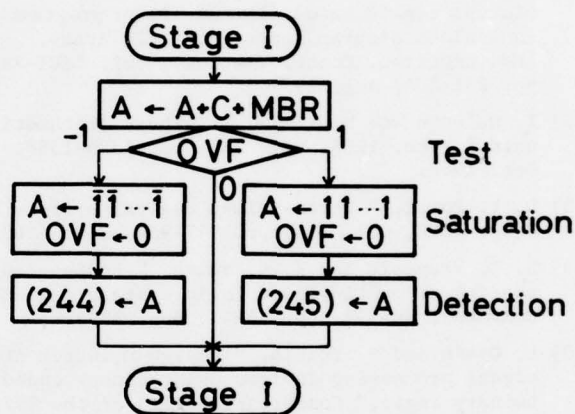 Stage I
A ← A+C+MBR
-1
OVF
1
Test
0
A ← 1̄1̄···1̄
OVF←0
A ← 11···1
OVF←0
Saturation
(244) ← A
(245) ← A
Detection
Stage I